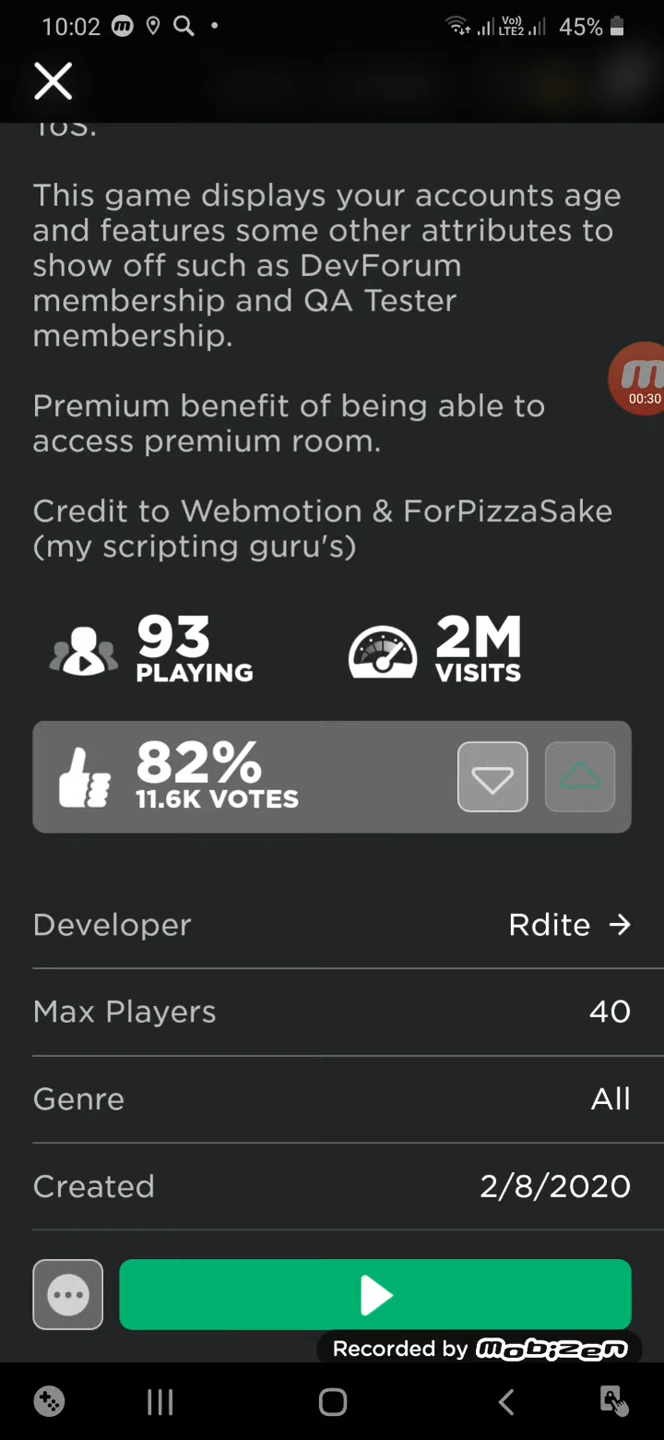 10:02
Vo))
LTE2
45%
ToS.
This game displays your accounts age
and features some other attributes to
show off such as DevForum
membership and QA Tester
membership.
00:30
Premium benefit of being able to
access premium room.
Credit to Webmotion & ForPizzaSake
(my scripting guru's)
93
PLAYING
2M
VISITS
82%
11.6K VOTES
Developer
Rdite
Max Players
40
Genre
All
Created
2/8/2020
Recorded by mobizen